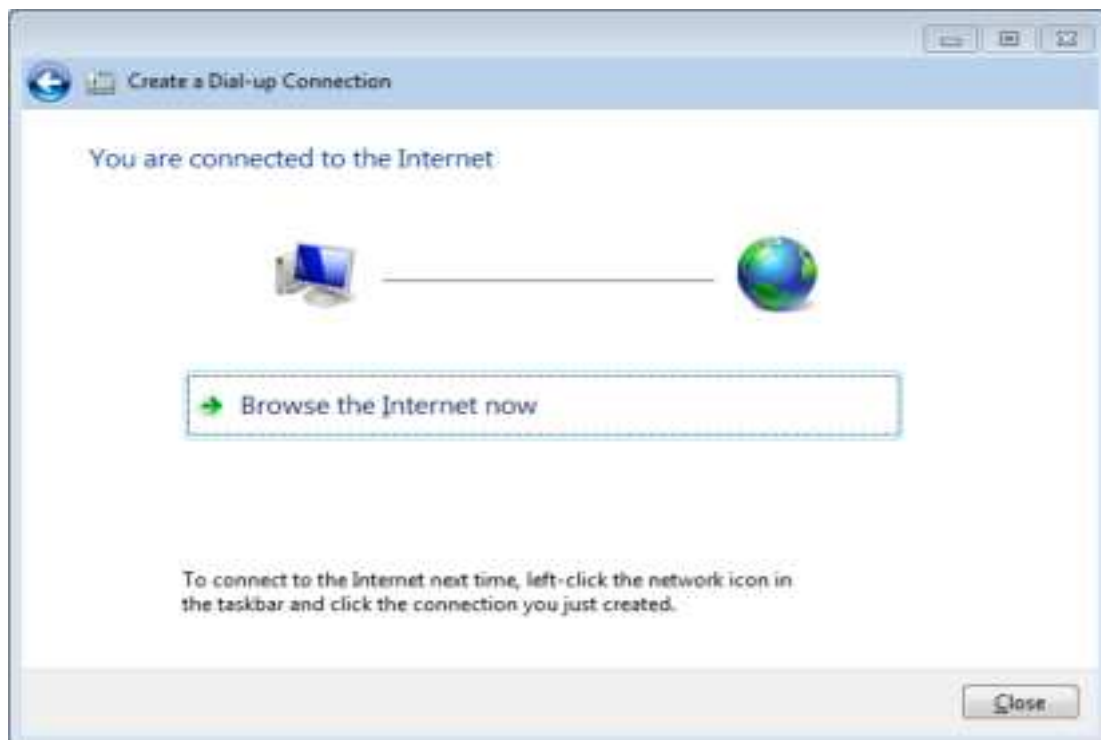 Create a Dial-up Connection
You are connected to the Internet
Browse the Internet now
To connect to the Internet next time, left-click the network icon in
the taskbar and click the connection you just created.
Close